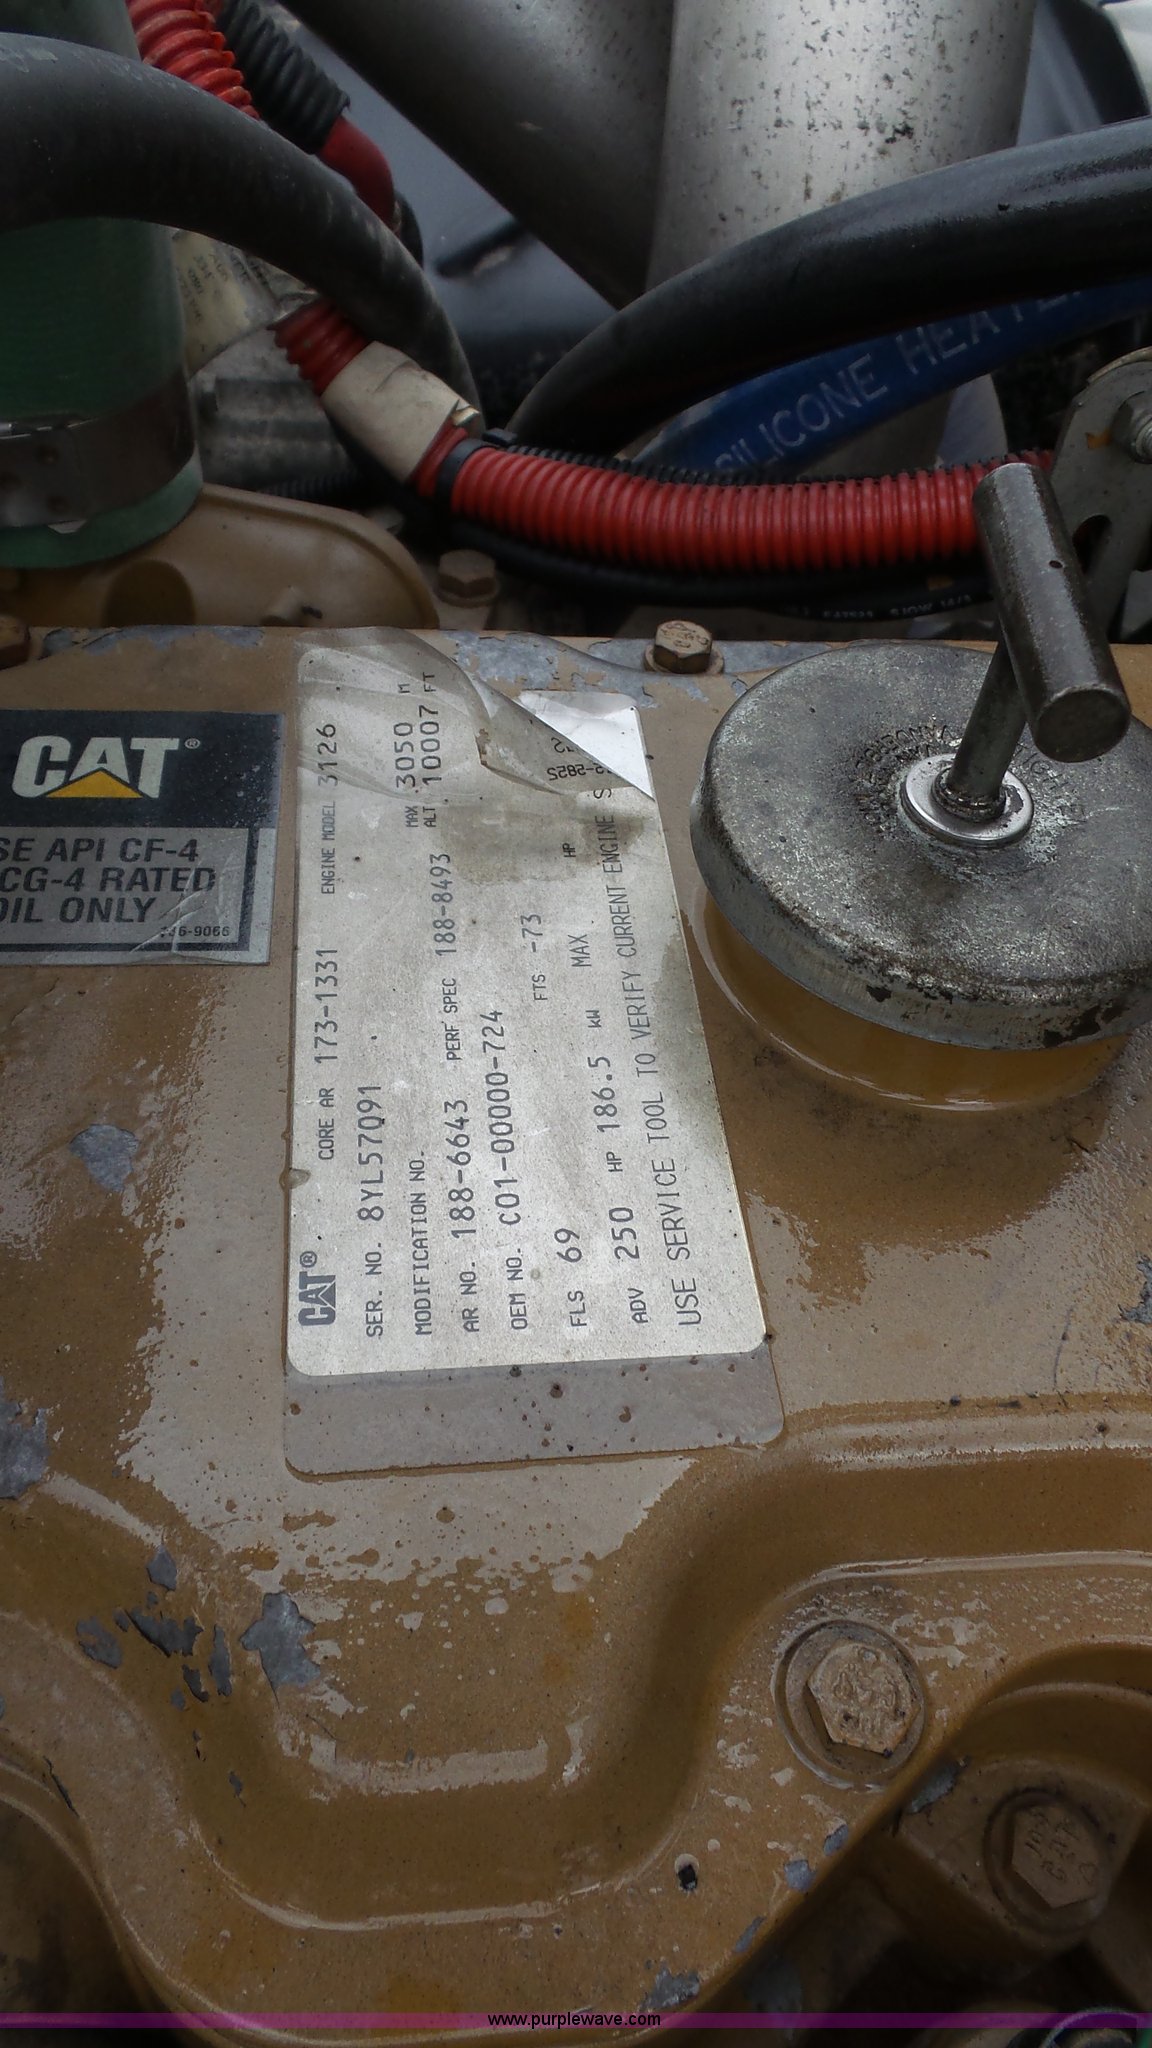 SILICONE HEATE
CAT®
SE API CF-4
CG-4 RATED
OIL ONLY
CAT® CORE AR 173-1331 ENGINE MODEL 3126
SER. NO. 8YL57091
MODIFICATION NO. MAX 3050 M
AR NO. 188-6643 PERF SPEC 188-8493 ALT 10007 FT
OEM NO. C01-00000-724
FLS 69 FTS -73
ADV 250 HP 186.5 kW MAX HP
USE SERVICE TOOL TO VERIFY CURRENT ENGINE S
www.purplewave.com